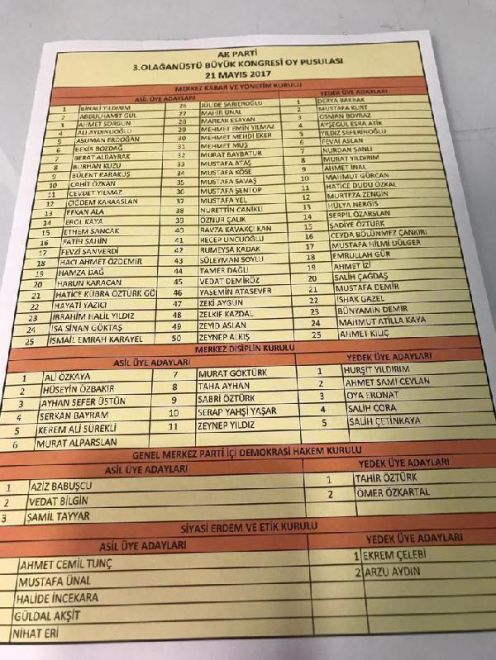 AK PARTİ
3.OLAĞANÜSTÜ BÜYÜK KONGRESİ OY PUSULASI
21 MAYIS 2017
MERKEZ KARAR VE YÖNETİM KURULU
ASİL ÜYE ADAYLARI YEDEK ÜYE ADAYLARI
1 BİNALİ YILDIRIM 26 JÜLİDE SARIEROĞLU 1 DERYA BAKBAK
2 ABDULHAMİT GÜL 27 MAHİR ÜNAL 2 MUSTAFA KURT
3 AHMET SORGUN 28 MARKAR ESAYAN 3 OSMAN BOYRAZ
4 ALİ AYDINLIOĞLU 29 MEHMET EMİN YILMAZ 4 AYŞEGÜL ESRA ATİK
5 ASUMAN ERDOĞAN 30 MEHMET MEHDİ EKER 5 YILDIZ SEFERİNOĞLU
6 BEKİR BOZDAĞ 31 MEHMET MUŞ 6 FEVAİ ASLAN
7 BERAT ALBAYRAK 32 MURAT BAYBATUR 7 NURDAN ŞANLI
8 BURHAN KUZU 33 MUSTAFA ATAŞ 8 MURAT YILDIRIM
9 BÜLENT KARAKUŞ 34 MUSTAFA KÖSE 9 AHMET İNAL
10 CAHİT ÖZKAN 35 MUSTAFA SAVAŞ 10 MAHMUT GÜRCAN
11 CEVDET YILMAZ 36 MUSTAFA ŞENTOP 11 HATİCE DUDU ÖZKAL
12 ÇİĞDEM KARAASLAN 37 MUSTAFA YEL 12 MURTEZA ZENGİN
13 EFKAN ALA 38 NURETTİN CANİKLİ 13 HÜLYA NERGİS
14 EROL KAYA 39 ÖZNUR ÇALIK 14 SERPİL ÖZARSLAN
15 ETHEM SANCAK 40 RAVZA KAVAKÇI KAN 15 SADİYE ÖZTÜRK
16 FATİH ŞAHİN 41 RECEP UNCUOĞLU 16 CEYDA BÖLÜNMEZ ÇANKIRI
17 FEVZİ ŞANVERDİ 42 RUMEYSA KADAK 17 MUSTAFA HİLMİ DÜLGER
18 HACI AHMET ÖZDEMİR 43 SÜLEYMAN SOYLU 18 EMRULLAH GÜR
19 HAMZA DAĞ 44 TAMER DAĞLI 19 AHMET İZİ
20 HARUN KARACAN 45 VEDAT DEMİRÖZ 20 SALİH ÇAĞDAŞ
21 HATİCE KÜBRA ÖZTÜRK GÖ 46 YASEMİN ATASEVER 21 MUSTAFA DEMİR
22 HAYATİ YAZICI 47 ZEKİ AYGÜN 22 İSHAK GAZEL
23 İBRAHİM HALİL YILDIZ 48 ZELKİF KAZDAL 23 BÜNYAMİN DEMİR
24 İSA SİNAN GÖKTAŞ 49 ZEYİD ASLAN 24 MAHMUT ATİLLA KAYA
25 İSMAİL EMRAH KARAYEL 50 ZEYNEP ALKIŞ 25 AHMET KILIÇ
MERKEZ DİSİPLİN KURULU
ASİL ÜYE ADAYLARI YEDEK ÜYE ADAYLARI
1 ALİ ÖZKAYA 7 MURAT GÖKTÜRK 1 HURŞİT YILDIRIM
2 HÜSEYİN ÖZBAKIR 8 TAHA AYHAN 2 AHMET SAMİ CEYLAN
3 AYHAN SEFER ÜSTÜN 9 SABRİ ÖZTÜRK 3 OYA ERONAT
4 SERKAN BAYRAM 10 SERAP YAHŞİ YAŞAR 4 SALİH CORA
5 KEREM ALİ SÜREKLİ 11 ZEYNEP YILDIZ 5 SALİH ÇETİNKAYA
6 MURAT ALPARSLAN
GENEL MERKEZ PARTİ İÇİ DEMOKRASİ HAKEM KURULU
ASİL ÜYE ADAYLARI YEDEK ÜYE ADAYLARI
1 AZİZ BABUŞCU 1 TAHİR ÖZTÜRK
2 VEDAT BİLGİN 2 ÖMER ÖZKARTAL
3 ŞAMİL TAYYAR
SİYASİ ERDEM VE ETİK KURULU
ASİL ÜYE ADAYLARI YEDEK ÜYE ADAYLARI
AHMET CEMİL TUNÇ 1 EKREM ÇELEBİ
MUSTAFA ÜNAL 2 ARZU AYDIN
HALİDE İNCEKARA
GÜLDAL AKŞİT
NİHAT ERİ